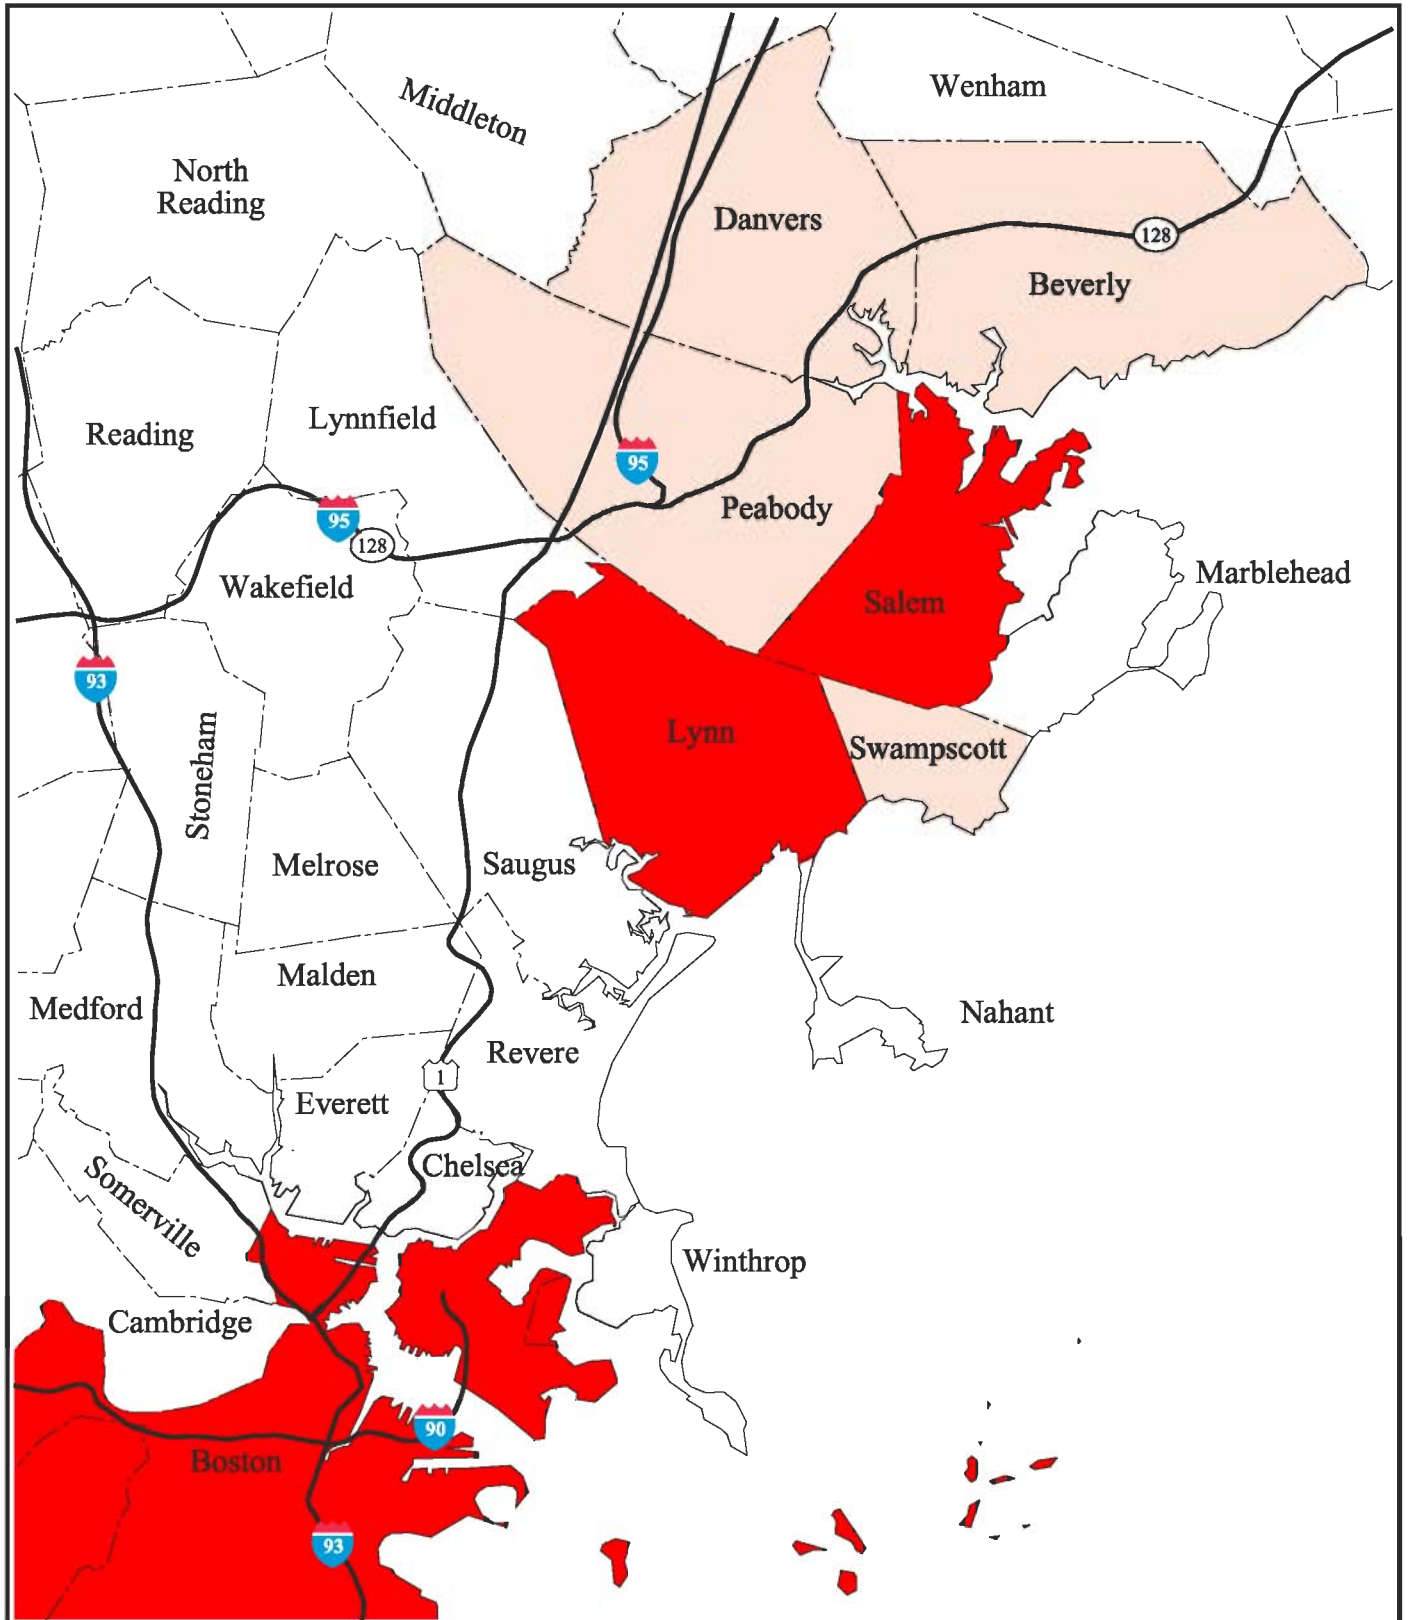 Middleton
Wenham
North
Reading
Danvers
128
Beverly
Reading
Lynnfield
95
Peabody
95
128
Wakefield
Marblehead
Salem
93
Stoneham
Lynn
Swampscott
Melrose
Saugus
Malden
Medford
Nahant
Revere
1
Everett
Chelsea
Somerville
Winthrop
Cambridge
90
Boston
93